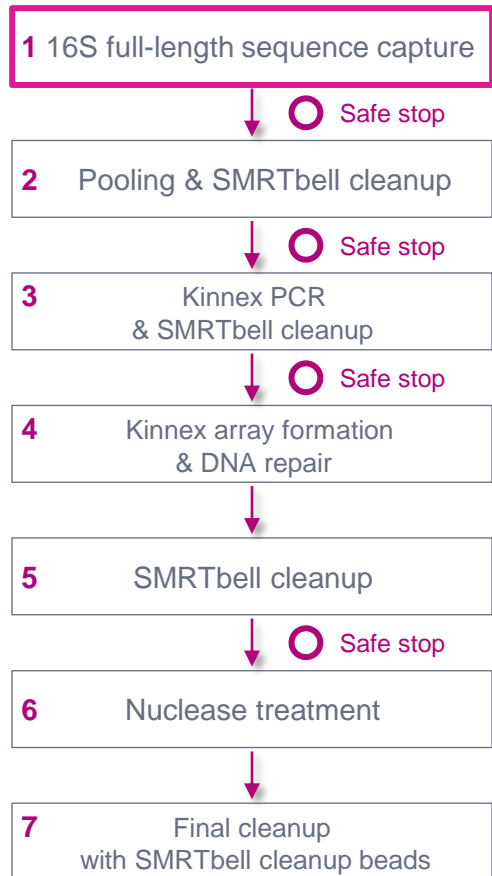 1 16S full-length sequence capture
Safe stop
2 Pooling & SMRTbell cleanup
Safe stop
3 Kinnex PCR
& SMRTbell cleanup
Safe stop
4 Kinnex array formation
& DNA repair
5 SMRTbell cleanup
Safe stop
6 Nuclease treatment
7 Final cleanup
with SMRTbell cleanup beads